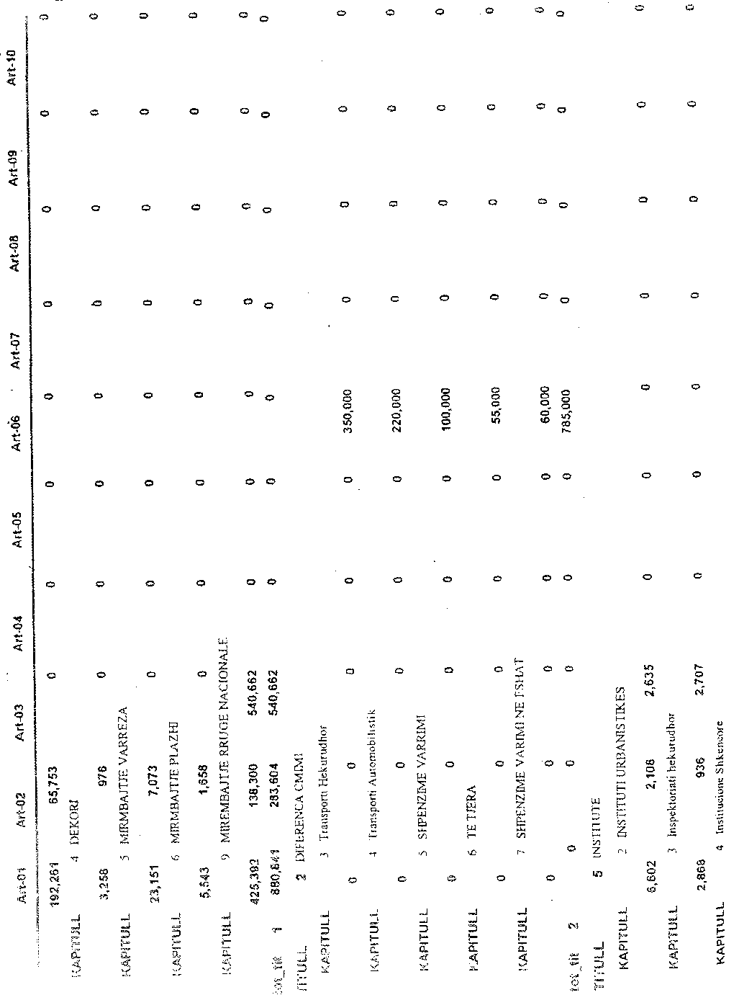 Art-01 Art-02 Art-03 Art-04 Art-05 Art-06 Art-07 Art-08 Art-09 Art-10
192,261 65,753 0 0 0 0 0 0 0 0
KAPITULL 4 DEKORI
3,258 976 0 0 0 0 0 0 0 0
KAPITULL 5 MIRMBAJTJE VARREZA
23,151 7,073 0 0 0 0 0 0 0 0
KAPITULL 6 MIRMBAJTJE PLAZHI
5,543 1,658 0 0 0 0 0 0 0 0
KAPITULL 9 MIREMBAJTJE RRUGE NACIONALE
425,392 138,300 540,662 0 0 0 0 0 0 0
tot_tit 1 880,641 283,604 540,662 0 0 0 0 0 0 0
TITULL 2 DIFERENCA CMIMI
KAPITULL 3 Transporti Hekurudhor
0 0 0 0 0 350,000 0 0 0 0
KAPITULL 4 Transporti Automobilistik
0 0 0 0 0 220,000 0 0 0 0
KAPITULL 5 SHPENZIME VARRIMI
0 0 0 0 0 100,000 0 0 0 0
KAPITULL 6 TE TJERA
0 0 0 0 0 55,000 0 0 0 0
KAPITULL 7 SHPENZIME VARIMI NE FSHAT
0 0 0 0 0 60,000 0 0 0 0
tot_tit 2 0 0 0 0 0 785,000 0 0 0 0
TITULL 5 INSTITUTE
KAPITULL 2 INSTITUTI URBANISTIKES
6,602 2,108 2,635 0 0 0 0 0 0 0
KAPITULL 3 Inspektoriati hekurudhor
2,868 936 2,707 0 0 0 0 0 0 0
KAPITULL 4 Institucione Shkencore